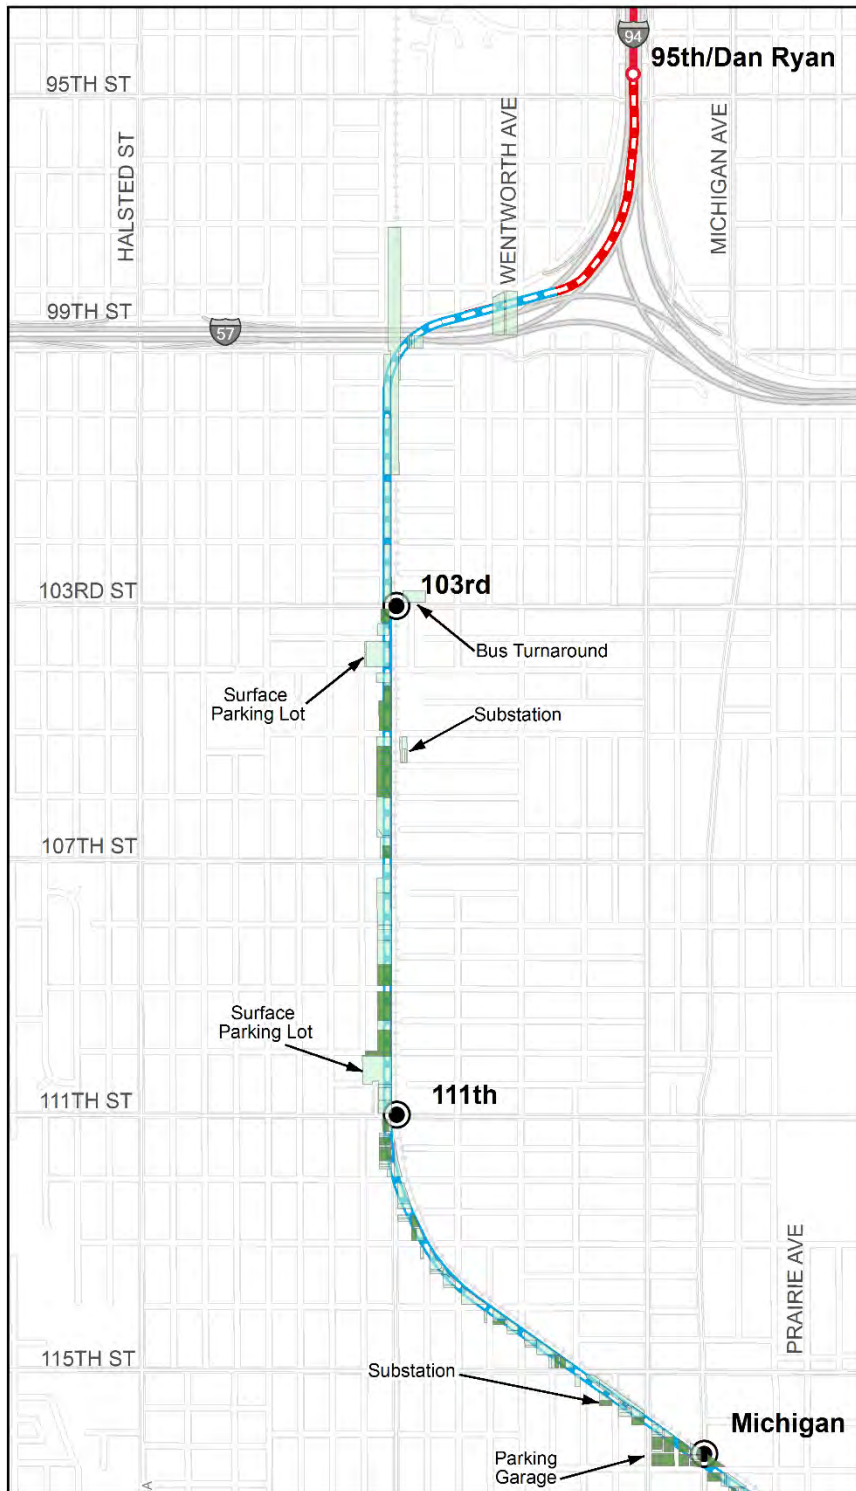 94
95th/Dan Ryan
95TH ST
HALSTED ST
WENTWORTH AVE
MICHIGAN AVE
99TH ST
57
103RD ST
103rd
Bus Turnaround
Surface
Parking Lot
Substation
107TH ST
Surface
Parking Lot
111th
111TH ST
PRAIRIE AVE
115TH ST
Substation
Michigan
Parking
Garage
A